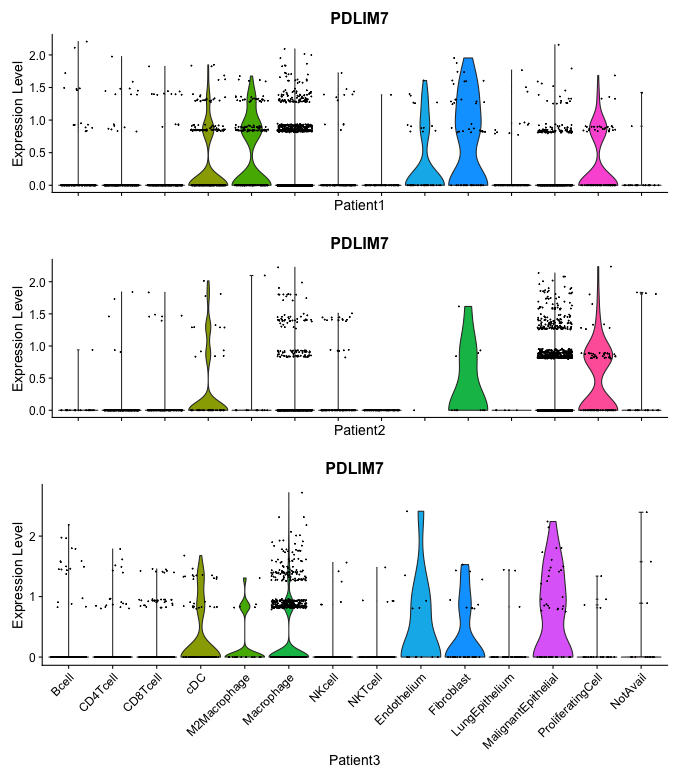 PDLIM7
Expression Level
2.0
1.5
1.0
0.5
0.0
Patient1
PDLIM7
Expression Level
2.0
1.5
1.0
0.5
0.0
Patient2
PDLIM7
Expression Level
2
1
0
Bcell
CD4Tcell
CD8Tcell
cDC
M2Macrophage
Macrophage
NKcell
NKTcell
Endothelium
Fibroblast
LungEpithelium
MalignantEpithelial
ProliferatingCell
NotAvail
Patient3